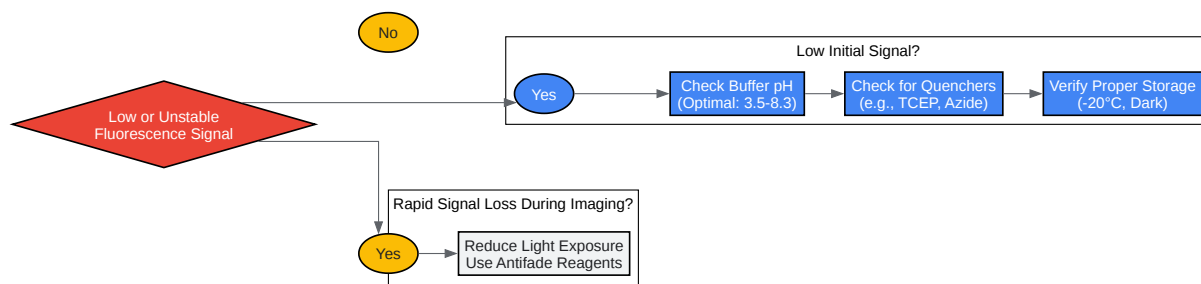 No
Low Initial Signal?
Yes
Check Buffer pH
(Optimal: 3.5-8.3)
Check for Quenchers
(e.g., TCEP, Azide)
Verify Proper Storage
(-20°C, Dark)
Low or Unstable
Fluorescence Signal
Rapid Signal Loss During Imaging?
Yes
Reduce Light Exposure
Use Antifade Reagents